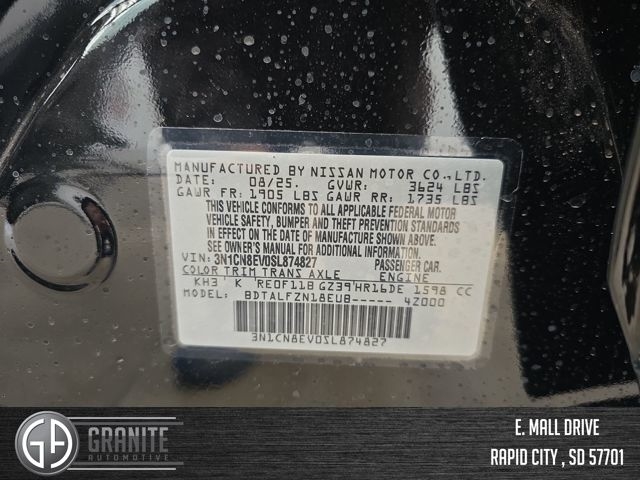 MANUFACTURED BY NISSAN MOTOR CO.,LTD.
DATE: 08/25. GVWR: 3624 LBS
GAWR FR: 1905 LBS GAWR RR: 1735 LBS
THIS VEHICLE CONFORMS TO ALL APPLICABLE FEDERAL MOTOR
VEHICLE SAFETY, BUMPER, AND THEFT PREVENTION STANDARDS
IN EFFECT ON THE DATE OF MANUFACTURE SHOWN ABOVE.
SEE OWNER'S MANUAL FOR ADDITIONAL INFORMATION
VIN: 3N1CN8EV0SL874827 PASSENGER CAR.
COLOR TRIM TRANS AXLE ENGINE
KH3 K RE0F11B GZ39 HR16DE 1598 CC
MODEL: BDTALFZN18EUB----- 42000
3N1CN8EV0SL874827
GA GRANITE
AUTOMOTIVE
E. MALL DRIVE
RAPID CITY , SD 57701